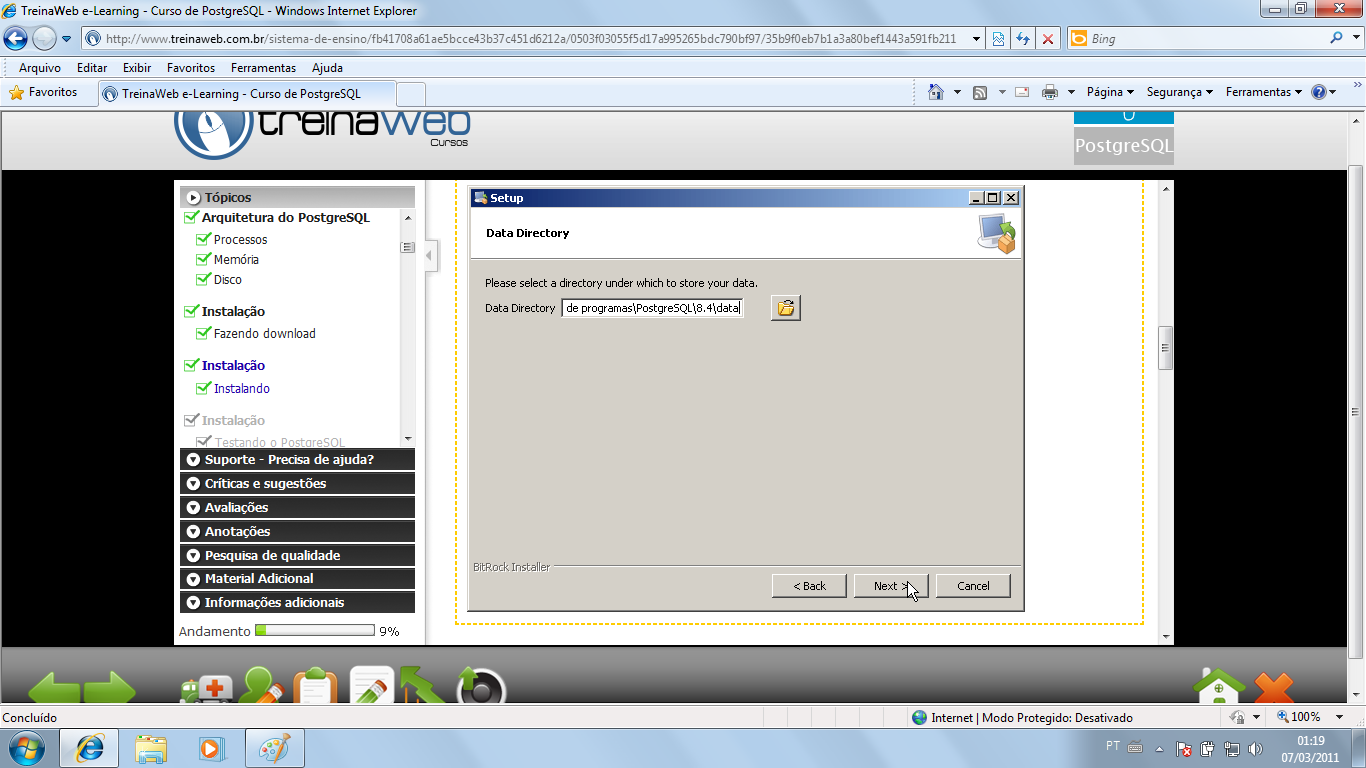 TreinaWeb e-Learning - Curso de PostgreSQL - Windows Internet Explorer
http://www.treinaweb.com.br/sistema-de-ensino/fb41708a61ae5bcce43b37c451d6212a/0503f03055f5d17a995265bdc790bf97/35b9f0eb7b1a3a80bef1443a591fb211
Bing
Arquivo Editar Exibir Favoritos Ferramentas Ajuda
Favoritos
TreinaWeb e-Learning - Curso de PostgreSQL
Página Segurança Ferramentas
treinaweb
Cursos
PostgreSQL
Tópicos
Arquitetura do PostgreSQL
Processos
Memória
Disco
Instalação
Fazendo download
Instalação
Instalando
Instalação
Testando o PostgreSQL
Suporte - Precisa de ajuda?
Críticas e sugestões
Avaliações
Anotações
Pesquisa de qualidade
Material Adicional
Informações adicionais
Andamento 9%
Setup
Data Directory
Please select a directory under which to store your data.
Data Directory de programas\PostgreSQL\8.4\data
BitRock Installer
< Back Next > Cancel
Concluído
Internet | Modo Protegido: Desativado
100%
PT
01:19
07/03/2011